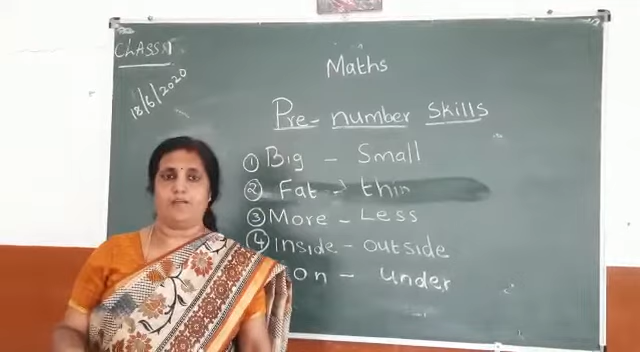 CLASS I
18/6/2020
Maths
Pre-number Skills
① Big - Small
② Fat - thin
③ More - Less
④ Inside - outside
On - under